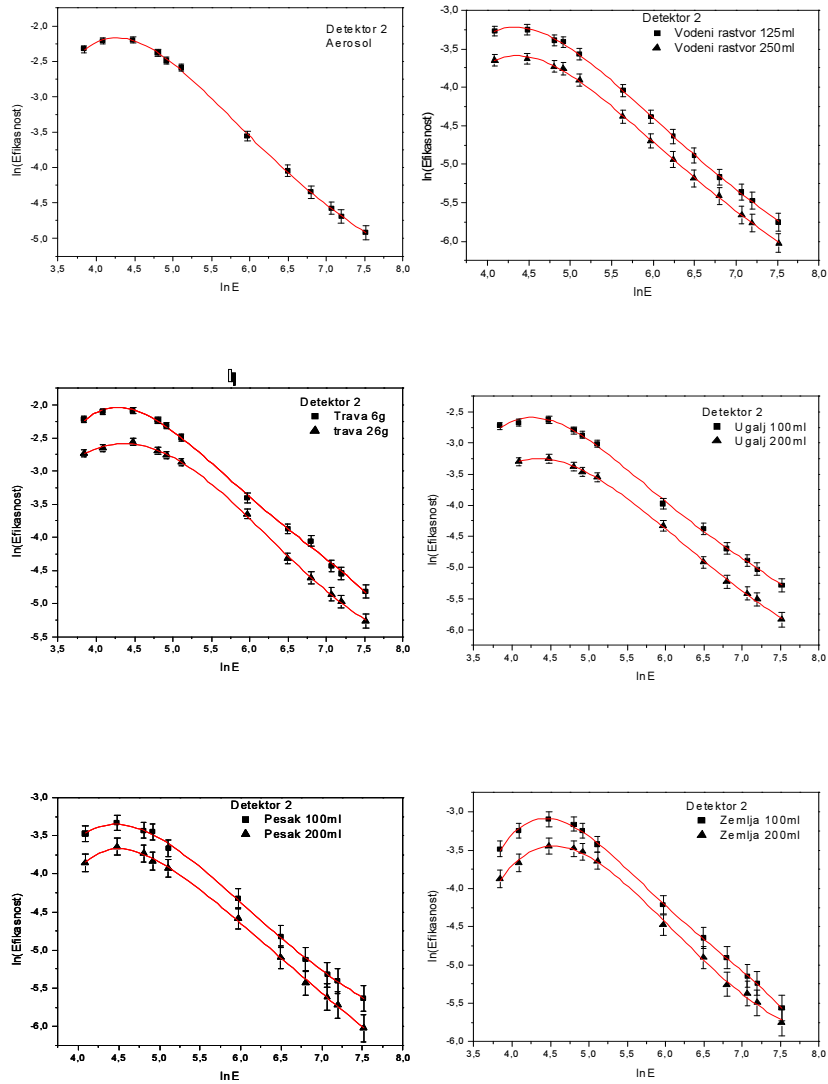 Detektor 2
Aerosol
-2,0
-2,5
-3,0
-3,5
-4,0
-4,5
-5,0
3,5 4,0 4,5 5,0 5,5 6,0 6,5 7,0 7,5 8,0
ln(Efikasnost)
ln E
Detektor 2
Vodeni rastvor 125ml
Vodeni rastvor 250ml
-3,0
-3,5
-4,0
-4,5
-5,0
-5,5
-6,0
4,0 4,5 5,0 5,5 6,0 6,5 7,0 7,5 8,0
ln(Efikasnost)
ln E
Detektor 2
Trava 6g
trava 26g
-2,0
-2,5
-3,0
-3,5
-4,0
-4,5
-5,0
-5,5
3,5 4,0 4,5 5,0 5,5 6,0 6,5 7,0 7,5 8,0
ln(Efikasnost)
ln E
Detektor 2
Ugalj 100ml
Ugalj 200ml
-2,5
-3,0
-3,5
-4,0
-4,5
-5,0
-5,5
-6,0
3,5 4,0 4,5 5,0 5,5 6,0 6,5 7,0 7,5 8,0
ln(Efikasnost)
ln E
Detektor 2
Pesak 100ml
Pesak 200ml
-3,0
-3,5
-4,0
-4,5
-5,0
-5,5
-6,0
4,0 4,5 5,0 5,5 6,0 6,5 7,0 7,5 8,0
ln(Efikasnost)
ln E
Detektor 2
Zemlja 100ml
Zemlja 200ml
-3,0
-3,5
-4,0
-4,5
-5,0
-5,5
-6,0
3,5 4,0 4,5 5,0 5,5 6,0 6,5 7,0 7,5 8,0
ln(Efikasnost)
ln E